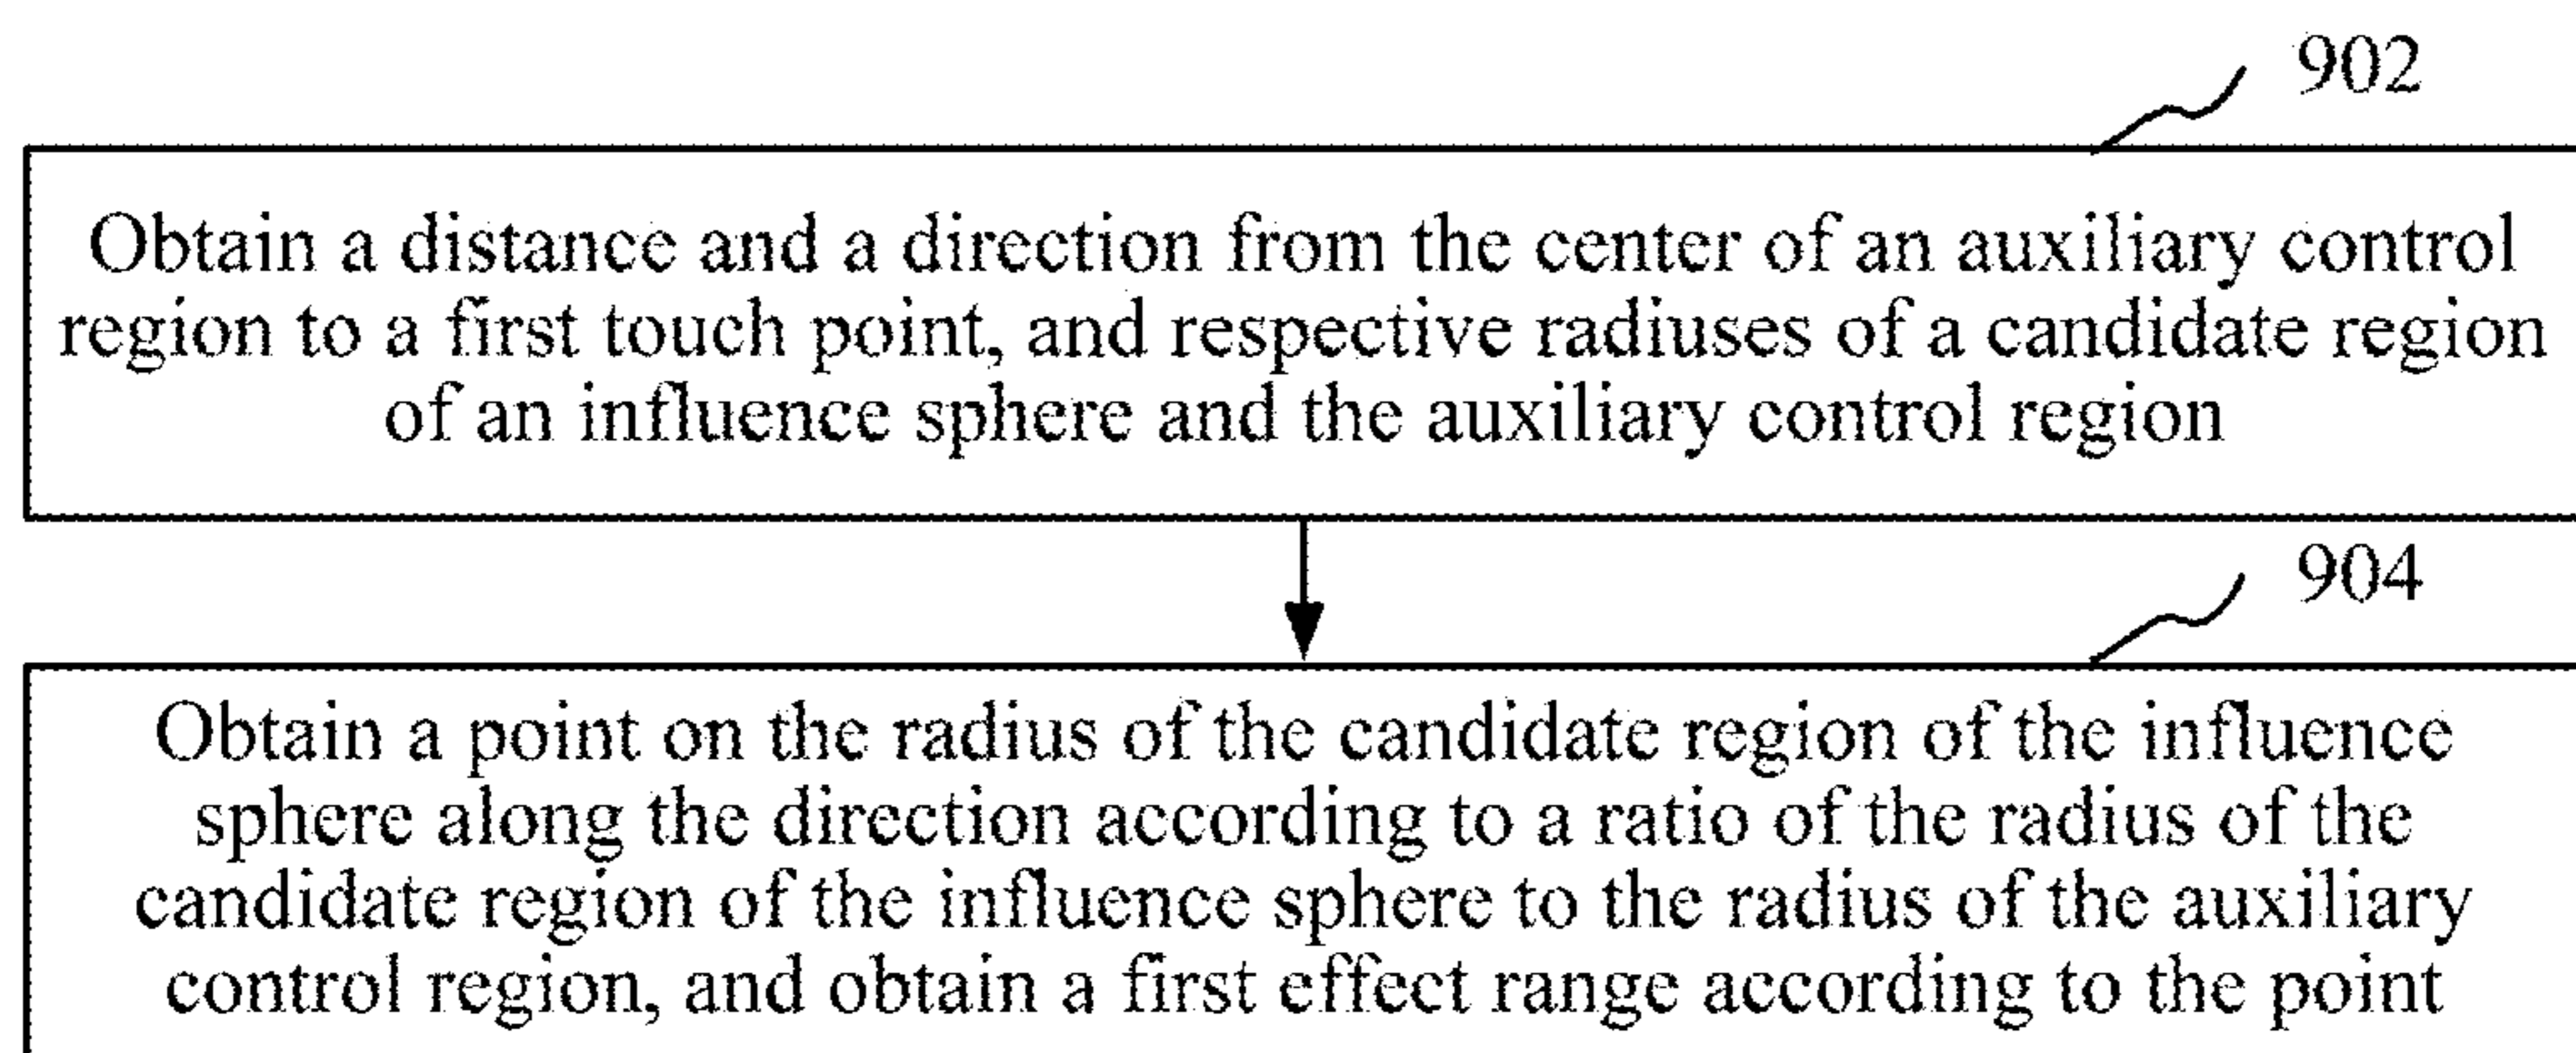 902
Obtain a distance and a direction from the center of an auxiliary control
region to a first touch point, and respective radiuses of a candidate region
of an influence sphere and the auxiliary control region
904
Obtain a point on the radius of the candidate region of the influence
sphere along the direction according to a ratio of the radius of the
candidate region of the influence sphere to the radius of the auxiliary
control region, and obtain a first effect range according to the point